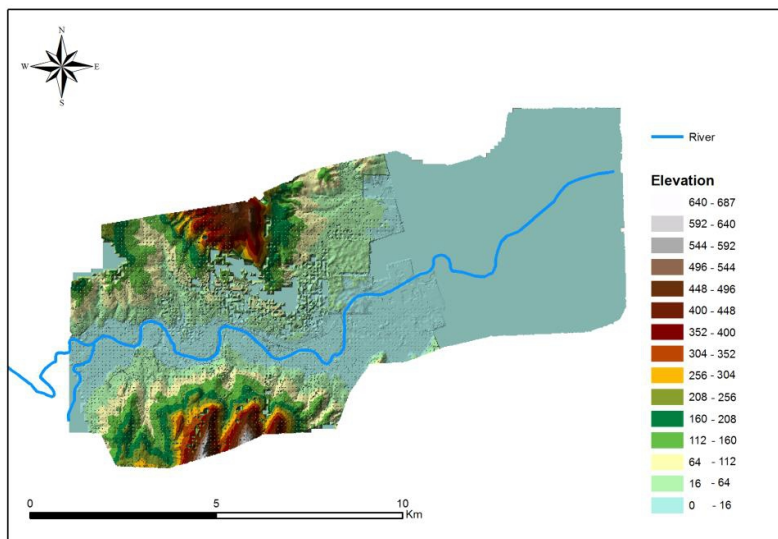 N
W E
S
River
Elevation
640 - 687
592 - 640
544 - 592
496 - 544
448 - 496
400 - 448
352 - 400
304 - 352
256 - 304
208 - 256
160 - 208
112 - 160
64 - 112
16 - 64
0 - 16
0 5 10
Km